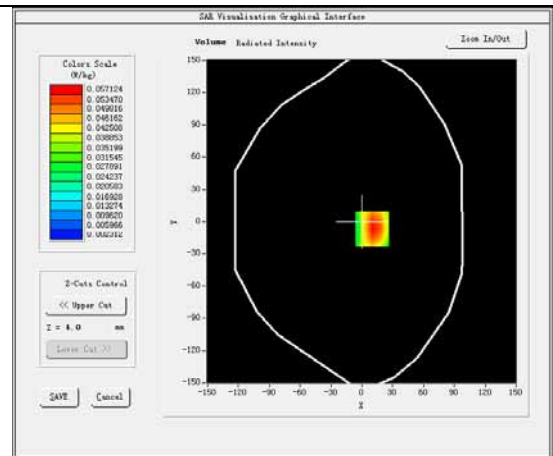 SAR Visualisation Graphical Interface
Volume Radiated Intensity
Zoom In/Out
Colors Scale
(W/kg)
0.057124
0.053470
0.049816
0.046162
0.042508
0.038853
0.035199
0.031545
0.027891
0.024237
0.020583
0.016928
0.013274
0.009620
0.005966
0.002312
150
120
90
60
30
0
-30
-60
-90
-120
-150
Y
-150 -120 -90 -60 -30 0 30 60 90 120 150
X
Z-Cuts Control
<< Upper Cut
Z = 4.0 mm
Lower Cut >>
SAVE Cancel